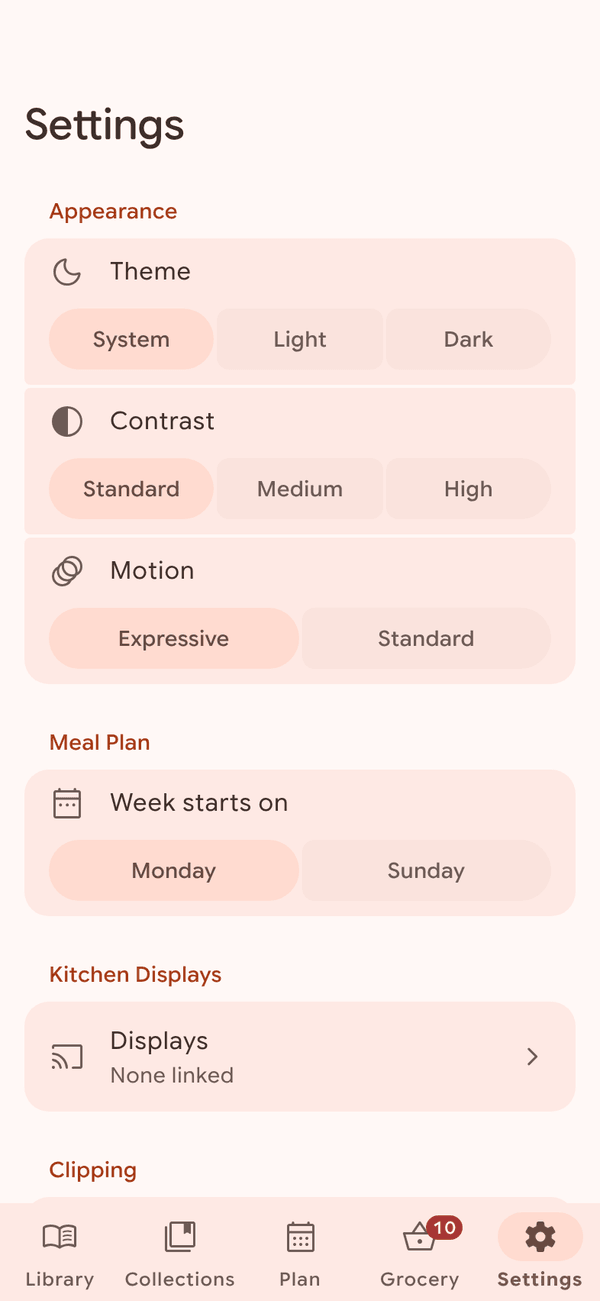 Settings
Appearance
Theme
System Light Dark
Contrast
Standard Medium High
Motion
Expressive Standard
Meal Plan
Week starts on
Monday Sunday
Kitchen Displays
Displays
None linked
Clipping
10
Library Collections Plan Grocery Settings